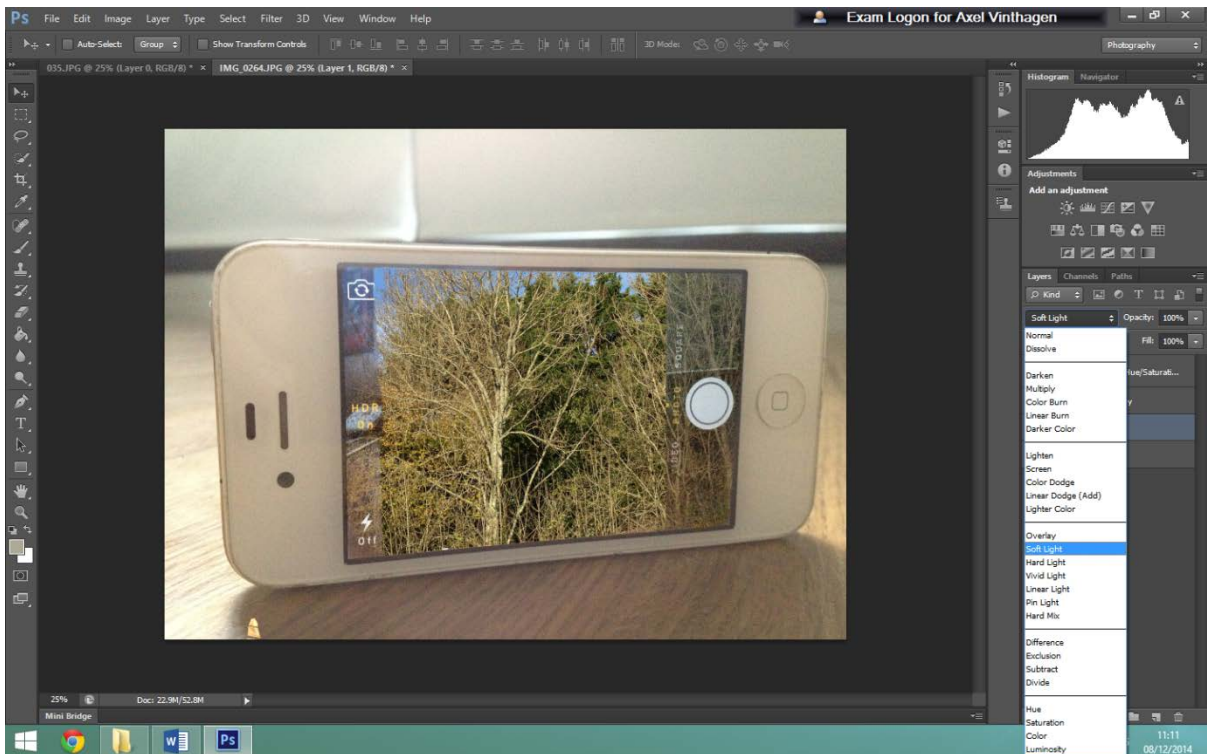 Ps File Edit Image Layer Type Select Filter 3D View Window Help
Exam Logon for Axel Vinthagen
Auto-Select: Group Show Transform Controls 3D Mode: Photography
035.JPG @ 25% (Layer 0, RGB/8) * × IMG_0264.JPG @ 25% (Layer 1, RGB/8) * ×
Histogram Navigator
Adjustments
Add an adjustment
Layers Channels Paths
Kind
Soft Light Opacity: 100%
Normal
Fill: 100%
Dissolve
Hue/Saturati...
Darken
Multiply
y
Color Burn
Linear Burn
Darker Color
Lighten
Screen
Color Dodge
Linear Dodge (Add)
Lighter Color
Overlay
Soft Light
Hard Light
Vivid Light
Linear Light
Pin Light
Hard Mix
Difference
Exclusion
Subtract
Divide
Hue
Saturation
Color
Luminosity
SQUARE
HDR
On
Off
25% Doc: 22.9M/52.8M
Mini Bridge
Ps
11:11
08/12/2014